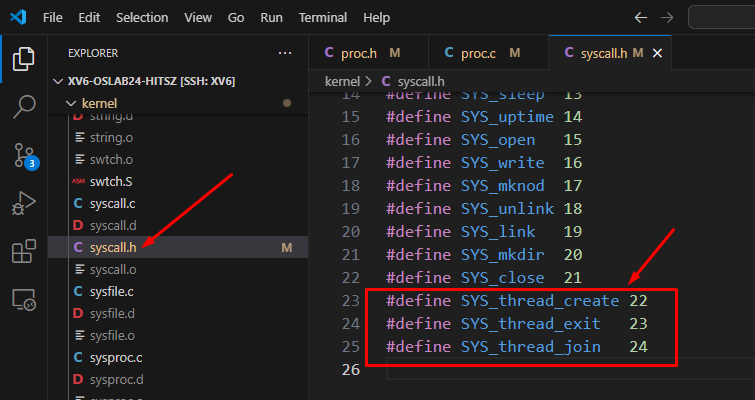 File Edit Selection View Go Run Terminal Help
EXPLORER
XV6-OSLAB24-HITSZ [SSH: XV6]
kernel
string.d
string.o
swtch.o
ASM swtch.S
C syscall.c
D syscall.d
C syscall.h M
syscall.o
C sysfile.c
D sysfile.d
sysfile.o
C sysproc.c
D sysproc.d
3
C proc.h M C proc.c M C syscall.h M
kernel > C syscall.h
14 #define SYS_sleep 13
15 #define SYS_uptime 14
16 #define SYS_open 15
17 #define SYS_write 16
18 #define SYS_mknod 17
19 #define SYS_unlink 18
20 #define SYS_link 19
21 #define SYS_mkdir 20
22 #define SYS_close 21
23 #define SYS_thread_create 22
24 #define SYS_thread_exit 23
25 #define SYS_thread_join 24
26